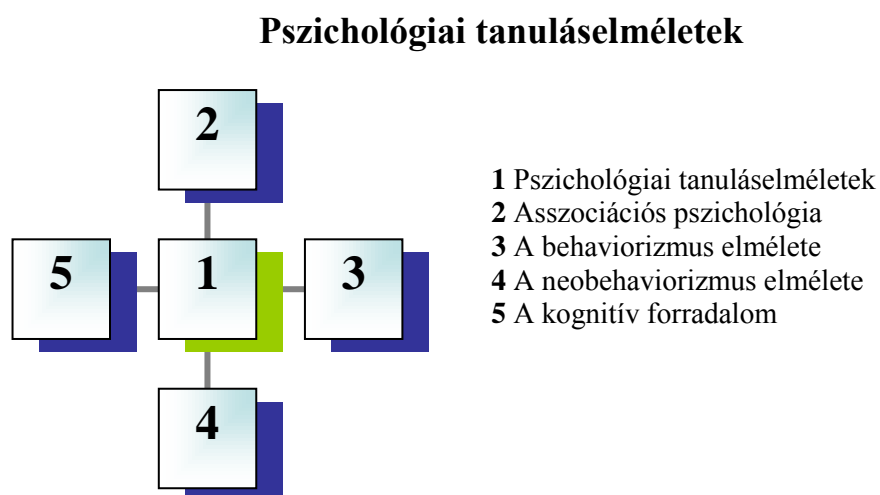 Pszichológiai tanuláselméletek
2
5
1
3
4
1 Pszichológiai tanuláselméletek
2 Asszociációs pszichológia
3 A behaviorizmus elmélete
4 A neobehaviorizmus elmélete
5 A kognitív forradalom